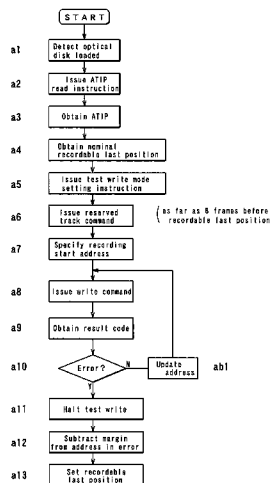 START
a1
Detect optical
disk loaded
a2
Issue ATIP
read instruction
a3
Obtain ATIP
a4
Obtain nominal
recordable last position
a5
Issue test write mode
setting instruction
a6
Issue reserved
track command
( as far as 6 frames before
recordable last position
a7
Specify recording
start address
a8
Issue write command
a9
Obtain result code
a10
Error?
N
Update
address
ab1
Y
a11
Halt test write
a12
Subtract margin
from address in error
a13
Set recordable
last position